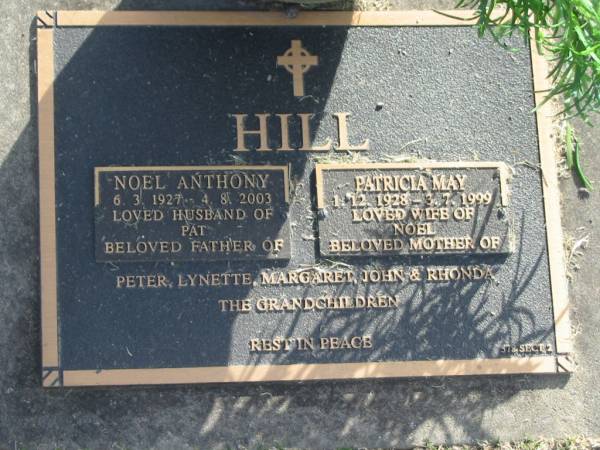 HILL
NOEL ANTHONY
6. 3. 1927 - 4. 8. 2003
LOVED HUSBAND OF
PAT
BELOVED FATHER OF
PATRICIA MAY
1. 12. 1928 - 3. 7. 1999
LOVED WIFE OF
NOEL
BELOVED MOTHER OF
PETER, LYNETTE, MARGARET, JOHN & RHONDA
THE GRANDCHILDREN
REST IN PEACE
SECT 2